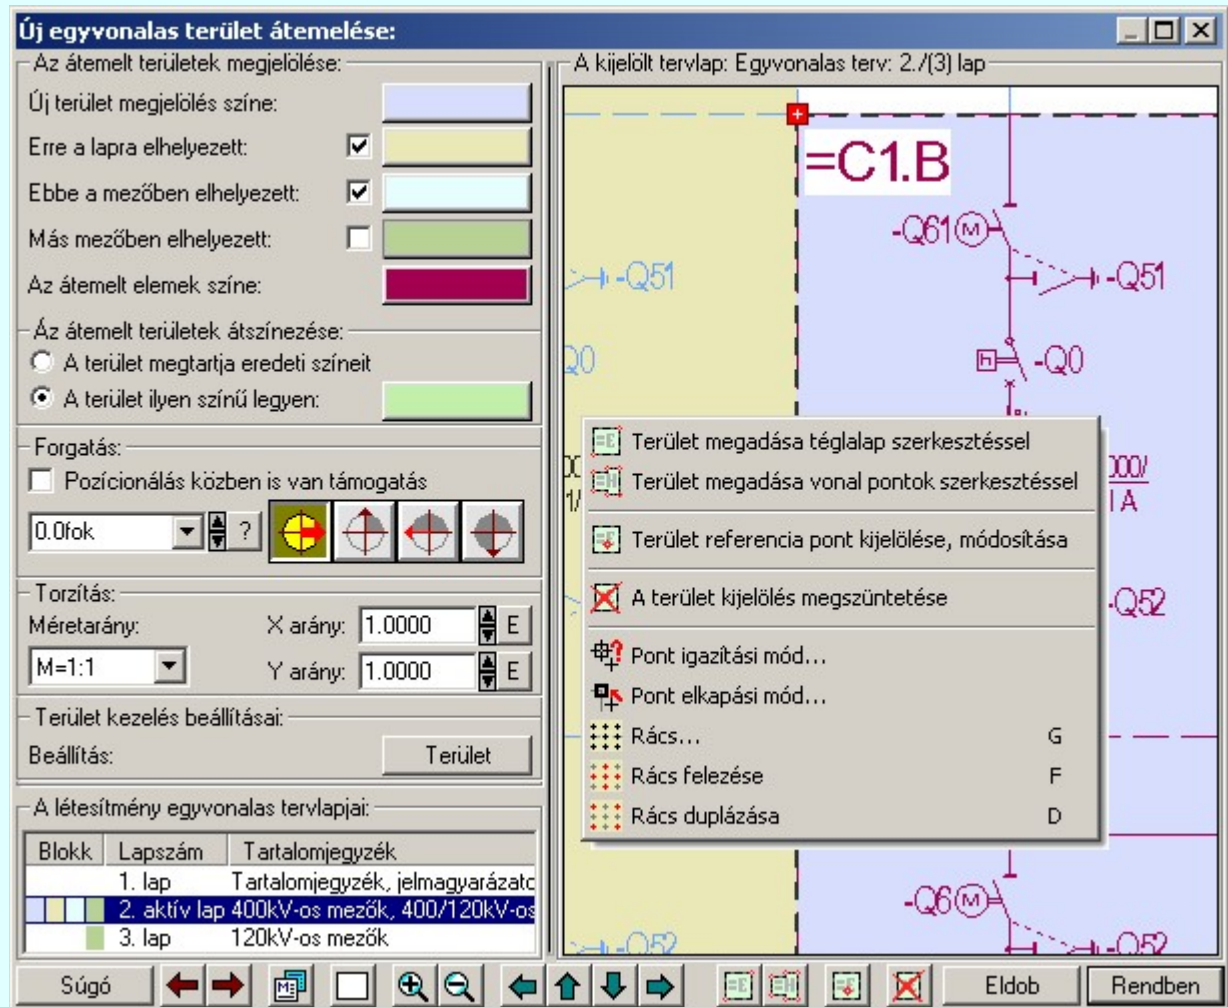 Új egyvonalas terület átemelése:
Az átemelt területek megjelölése:
Új terület megjelölés színe:
Erre a lapra elhelyezett:
Ebbe a mezőben elhelyezett:
Más mezőben elhelyezett:
Az átemelt elemek színe:
Áz átemelt területek átszínezése:
A terület megtartja eredeti színeit
A terület ilyen színű legyen:
Forgatás:
Pozícionálás közben is van támogatás
0.0fok
?
Torzítás:
Méretarány:
X arány: 1.0000 E
M=1:1
Y arány: 1.0000 E
Terület kezelés beállításai:
Beállítás:
Terület
A létesítmény egyvonalas tervlapjai:
Blokk Lapszám Tartalomjegyzék
1. lap Tartalomjegyzék, jelmagyarázato
2. aktív lap 400kV-os mezők, 400/120kV-os
3. lap 120kV-os mezők
A kijelölt tervlap: Egyvonalas terv: 2./(3) lap
=C1.B
-Q61 M
-Q51
-Q51
Q0
h -Q0
Terület megadása téglalap szerkesztéssel
Terület megadása vonal pontok szerkesztéssel
Terület referencia pont kijelölése, módosítása
A terület kijelölés megszüntetése
Pont igazítási mód...
Pont elkapási mód...
Rács... G
Rács felezése F
Rács duplázása D
000/
1 A
-Q52
-Q6 M
-Q52
-Q52
Súgó
Eldob
Rendben